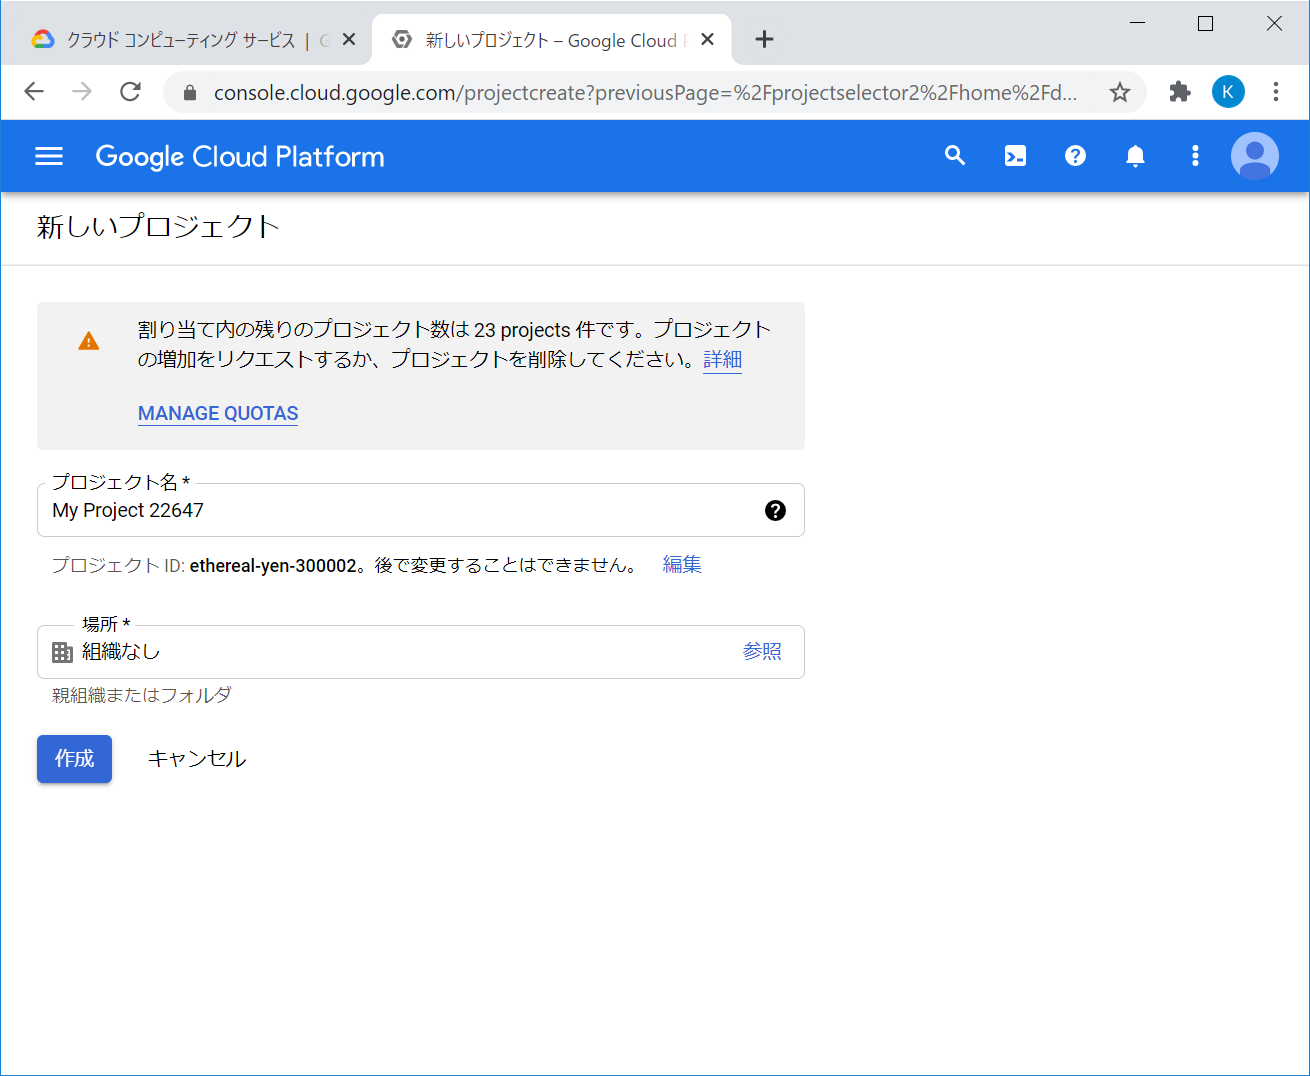 クラウド コンピューティング サービス | G
新しいプロジェクト – Google Cloud P
console.cloud.google.com/projectcreate?previousPage=%2Fprojectselector2%2Fhome%2Fd...
K
Google Cloud Platform
新しいプロジェクト
割り当て内の残りのプロジェクト数は 23 projects 件です。プロジェクト
の増加をリクエストするか、プロジェクトを削除してください。詳細
MANAGE QUOTAS
プロジェクト名 *
My Project 22647
プロジェクト ID: ethereal-yen-300002。後で変更することはできません。 編集
場所 *
組織なし 参照
親組織またはフォルダ
作成 キャンセル